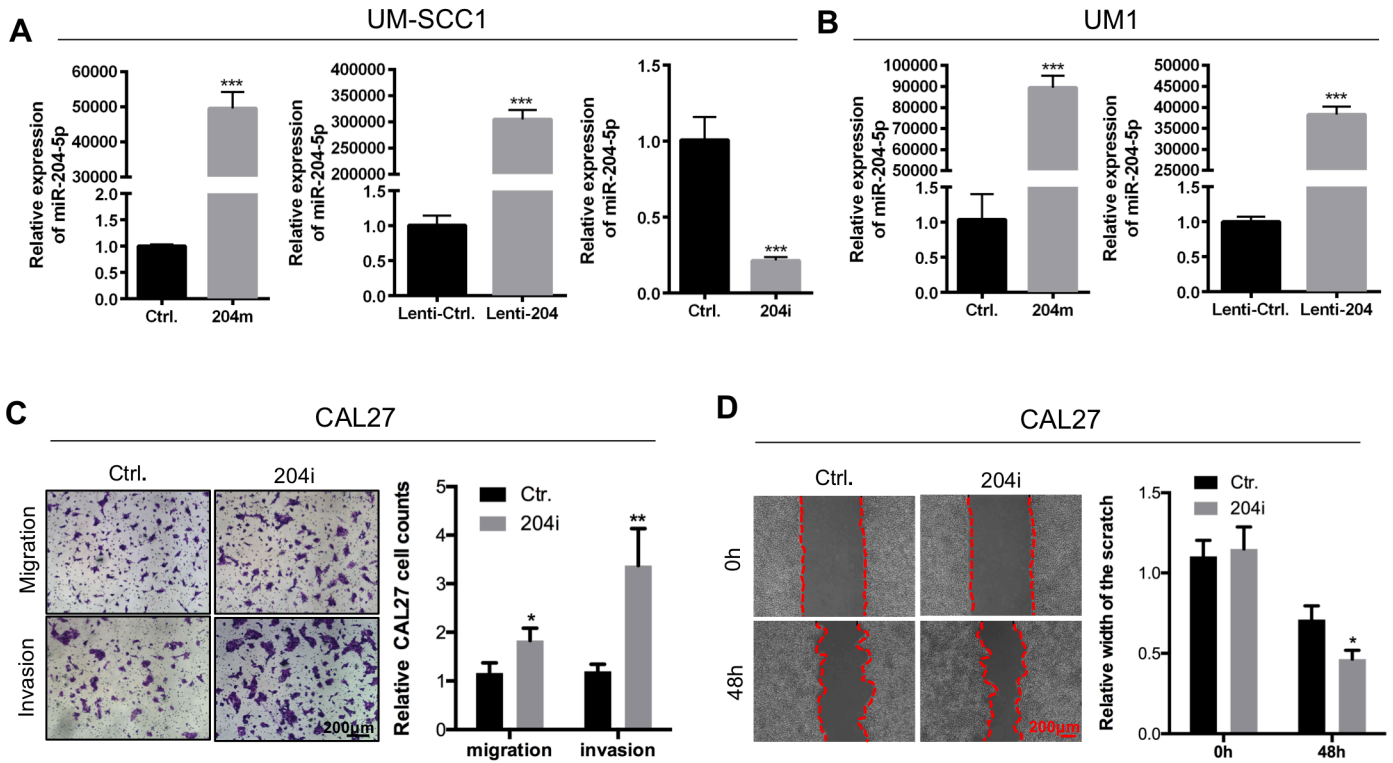 A
UM-SCC1
B
UM1
Relative expression
of miR-204-5p
60000
50000
40000
30000
2.0
1.5
1.0
0.5
0.0
***
Ctrl.
204m
Relative expression
of miR-204-5p
400000
350000
300000
250000
200000
1.5
1.0
0.5
0.0
***
Lenti-Ctrl.
Lenti-204
Relative expression
of miR-204-5p
1.5
1.0
0.5
0.0
***
Ctrl.
204i
Relative expression
of miR-204-5p
100000
90000
80000
70000
60000
50000
1.5
1.0
0.5
0.0
***
Ctrl.
204m
Relative expression
of miR-204-5p
50000
45000
40000
35000
30000
25000
1.5
1.0
0.5
0.0
***
Lenti-Ctrl.
Lenti-204
C
CAL27
Ctrl.
204i
Migration
Invasion
200μm
Relative CAL27 cell counts
5
4
3
2
1
0
Ctr.
204i
*
**
migration
invasion
D
CAL27
Ctrl.
204i
0h
48h
200μm
Relative width of the scratch
1.5
1.0
0.5
0.0
Ctr.
204i
*
0h
48h